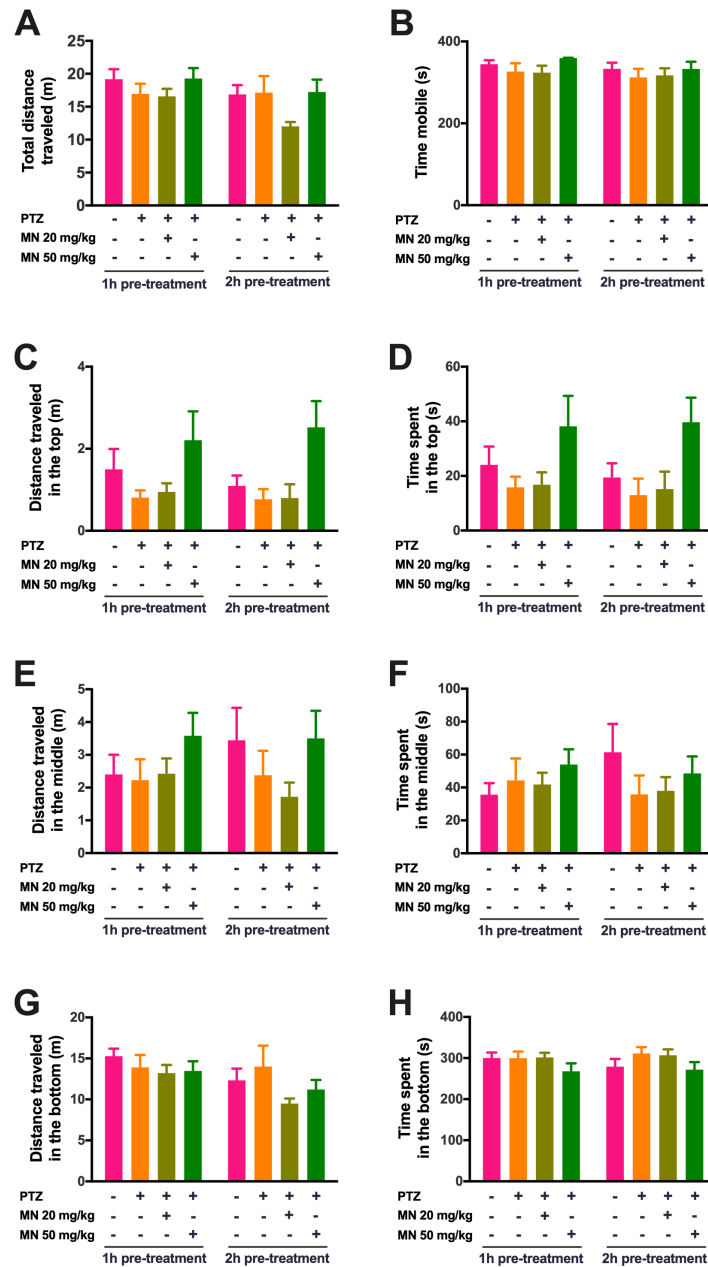 A
Total distance
traveled (m)
25
20
15
10
5
0
PTZ - + + + - + + +
MN 20 mg/kg - - + - - - + -
MN 50 mg/kg - - - + - - - +
1h pre-treatment 2h pre-treatment
B
Time mobile (s)
400
200
0
PTZ - + + + - + + +
MN 20 mg/kg - - + - - - + -
MN 50 mg/kg - - - + - - - +
1h pre-treatment 2h pre-treatment
C
Distance traveled
in the top (m)
4
2
0
PTZ - + + + - + + +
MN 20 mg/kg - - + - - - + -
MN 50 mg/kg - - - + - - - +
1h pre-treatment 2h pre-treatment
D
Time spent
in the top (s)
60
40
20
0
PTZ - + + + - + + +
MN 20 mg/kg - - + - - - + -
MN 50 mg/kg - - - + - - - +
1h pre-treatment 2h pre-treatment
E
Distance traveled
in the middle (m)
5
4
3
2
1
0
PTZ - + + + - + + +
MN 20 mg/kg - - + - - - + -
MN 50 mg/kg - - - + - - - +
1h pre-treatment 2h pre-treatment
F
Time spent
in the middle (s)
100
80
60
40
20
0
PTZ - + + + - + + +
MN 20 mg/kg - - + - - - + -
MN 50 mg/kg - - - + - - - +
1h pre-treatment 2h pre-treatment
G
Distance traveled
in the bottom (m)
20
15
10
5
0
PTZ - + + + - + + +
MN 20 mg/kg - - + - - - + -
MN 50 mg/kg - - - + - - - +
1h pre-treatment 2h pre-treatment
H
Time spent
in the bottom (s)
400
300
200
100
0
PTZ - + + + - + + +
MN 20 mg/kg - - + - - - + -
MN 50 mg/kg - - - + - - - +
1h pre-treatment 2h pre-treatment